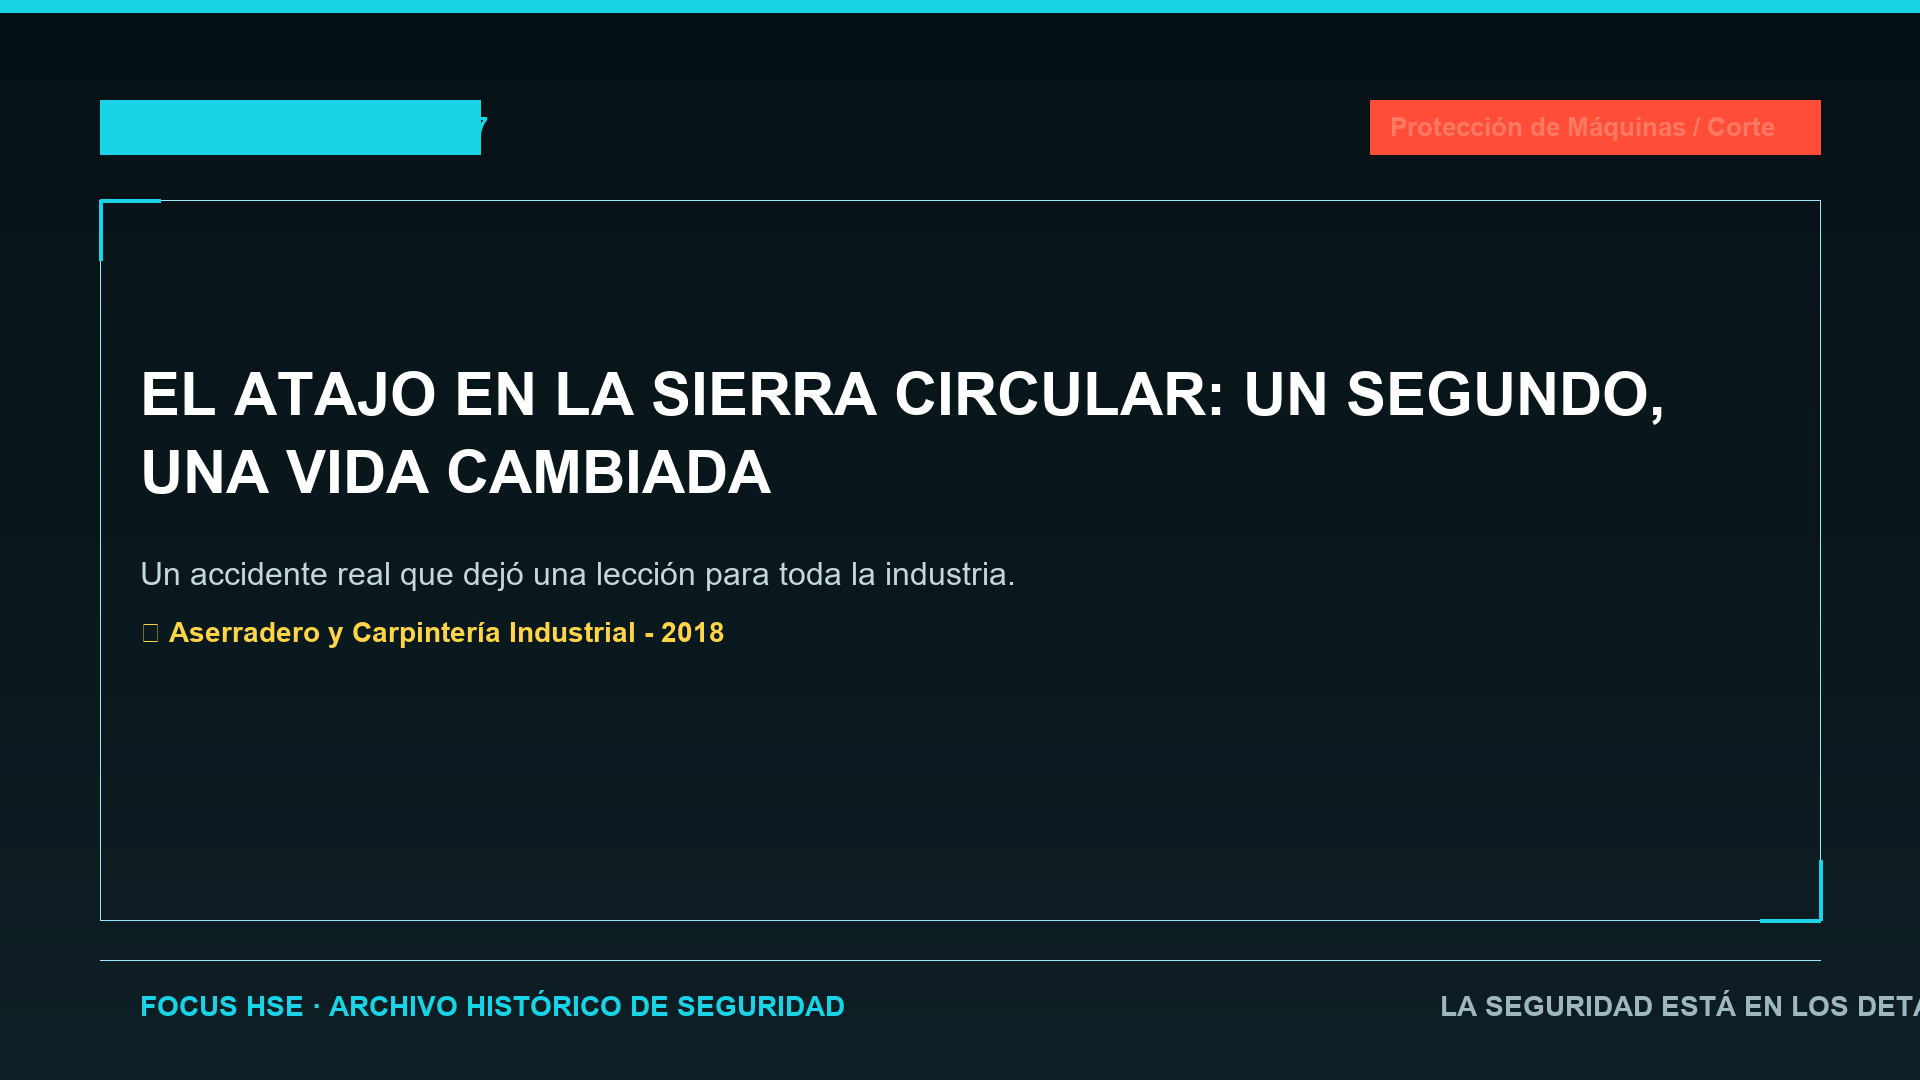 7
Protección de Máquinas / Corte
EL ATAJO EN LA SIERRA CIRCULAR: UN SEGUNDO,
UNA VIDA CAMBIADA
Un accidente real que dejó una lección para toda la industria.
Aserradero y Carpintería Industrial - 2018
FOCUS HSE · ARCHIVO HISTÓRICO DE SEGURIDAD
LA SEGURIDAD ESTÁ EN LOS DETA